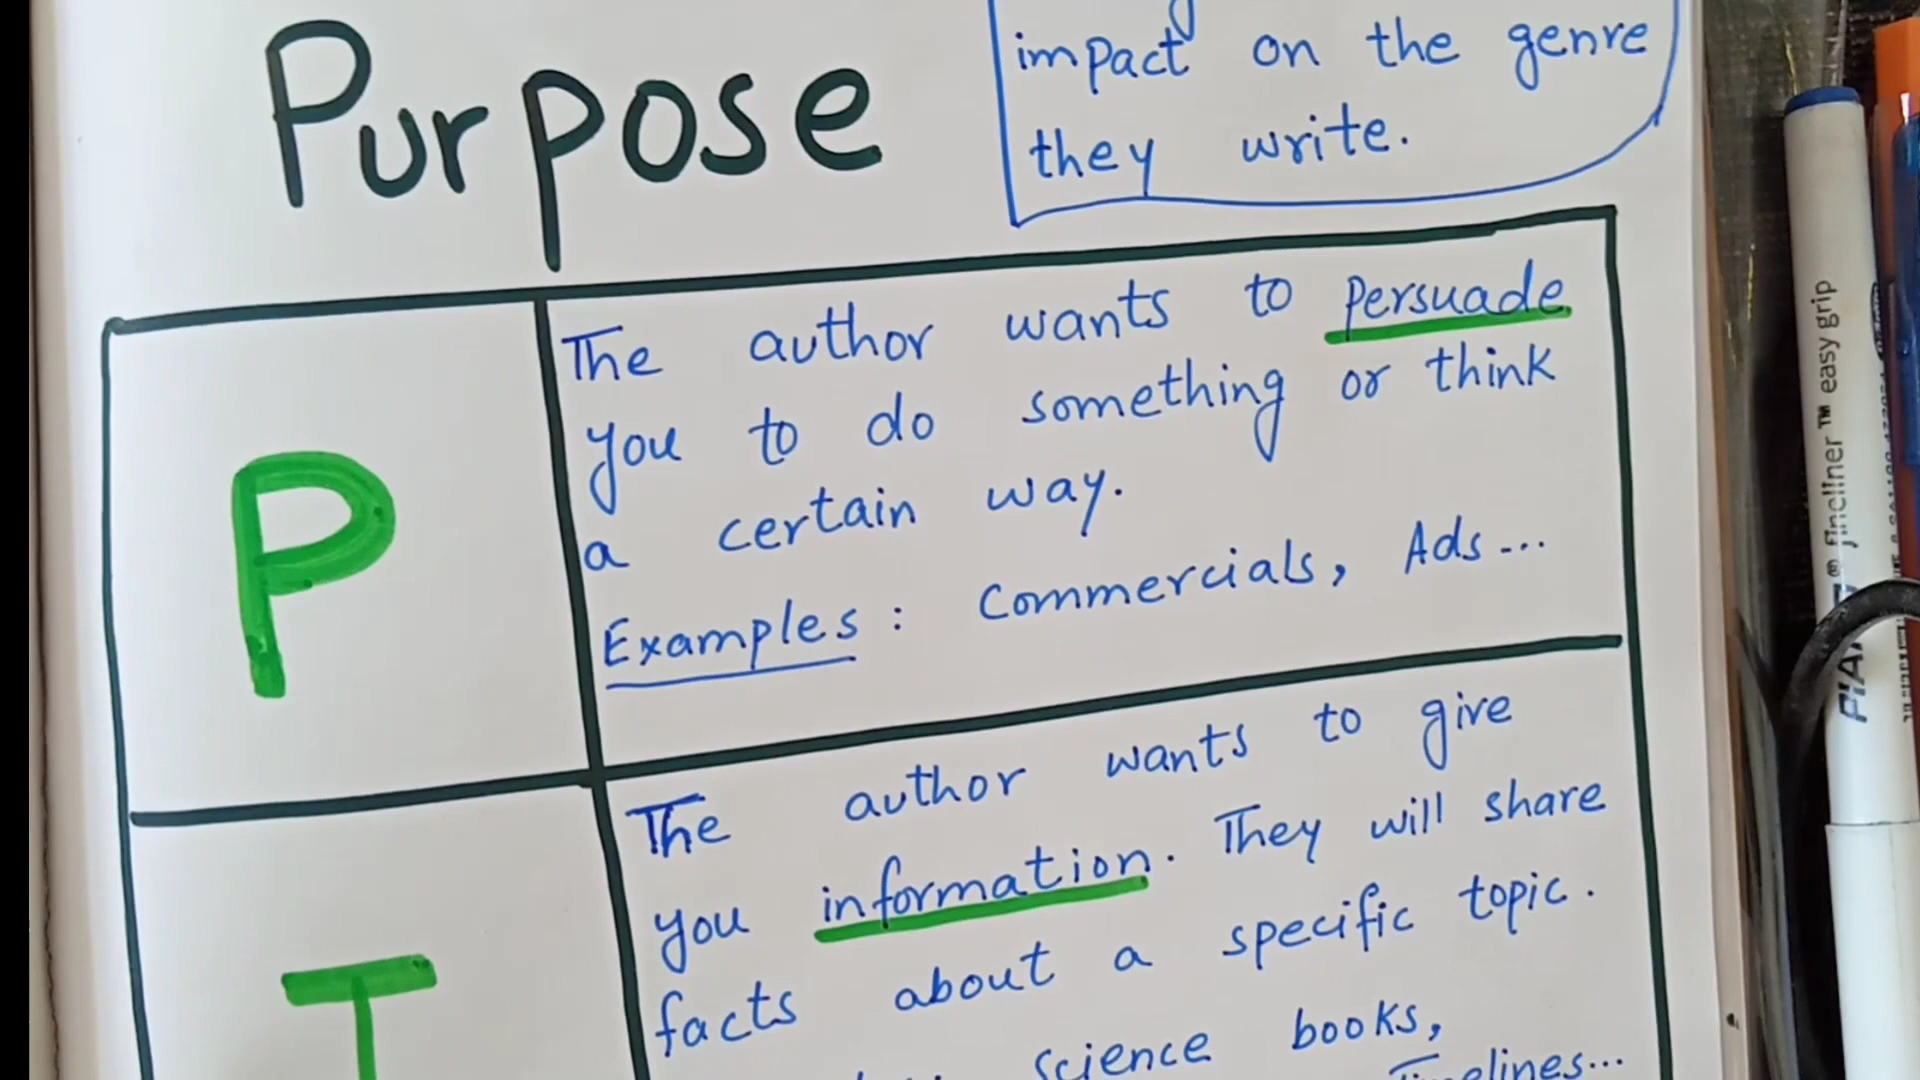 Purpose
impact on the genre
they write.
P
The author wants to persuade
you to do something or think
a certain way.
Examples: Commercials, Ads...
I
The author wants to give
you information. They will share
facts about a specific topic.
science books,
Timelines...
fineliner™ easy grip